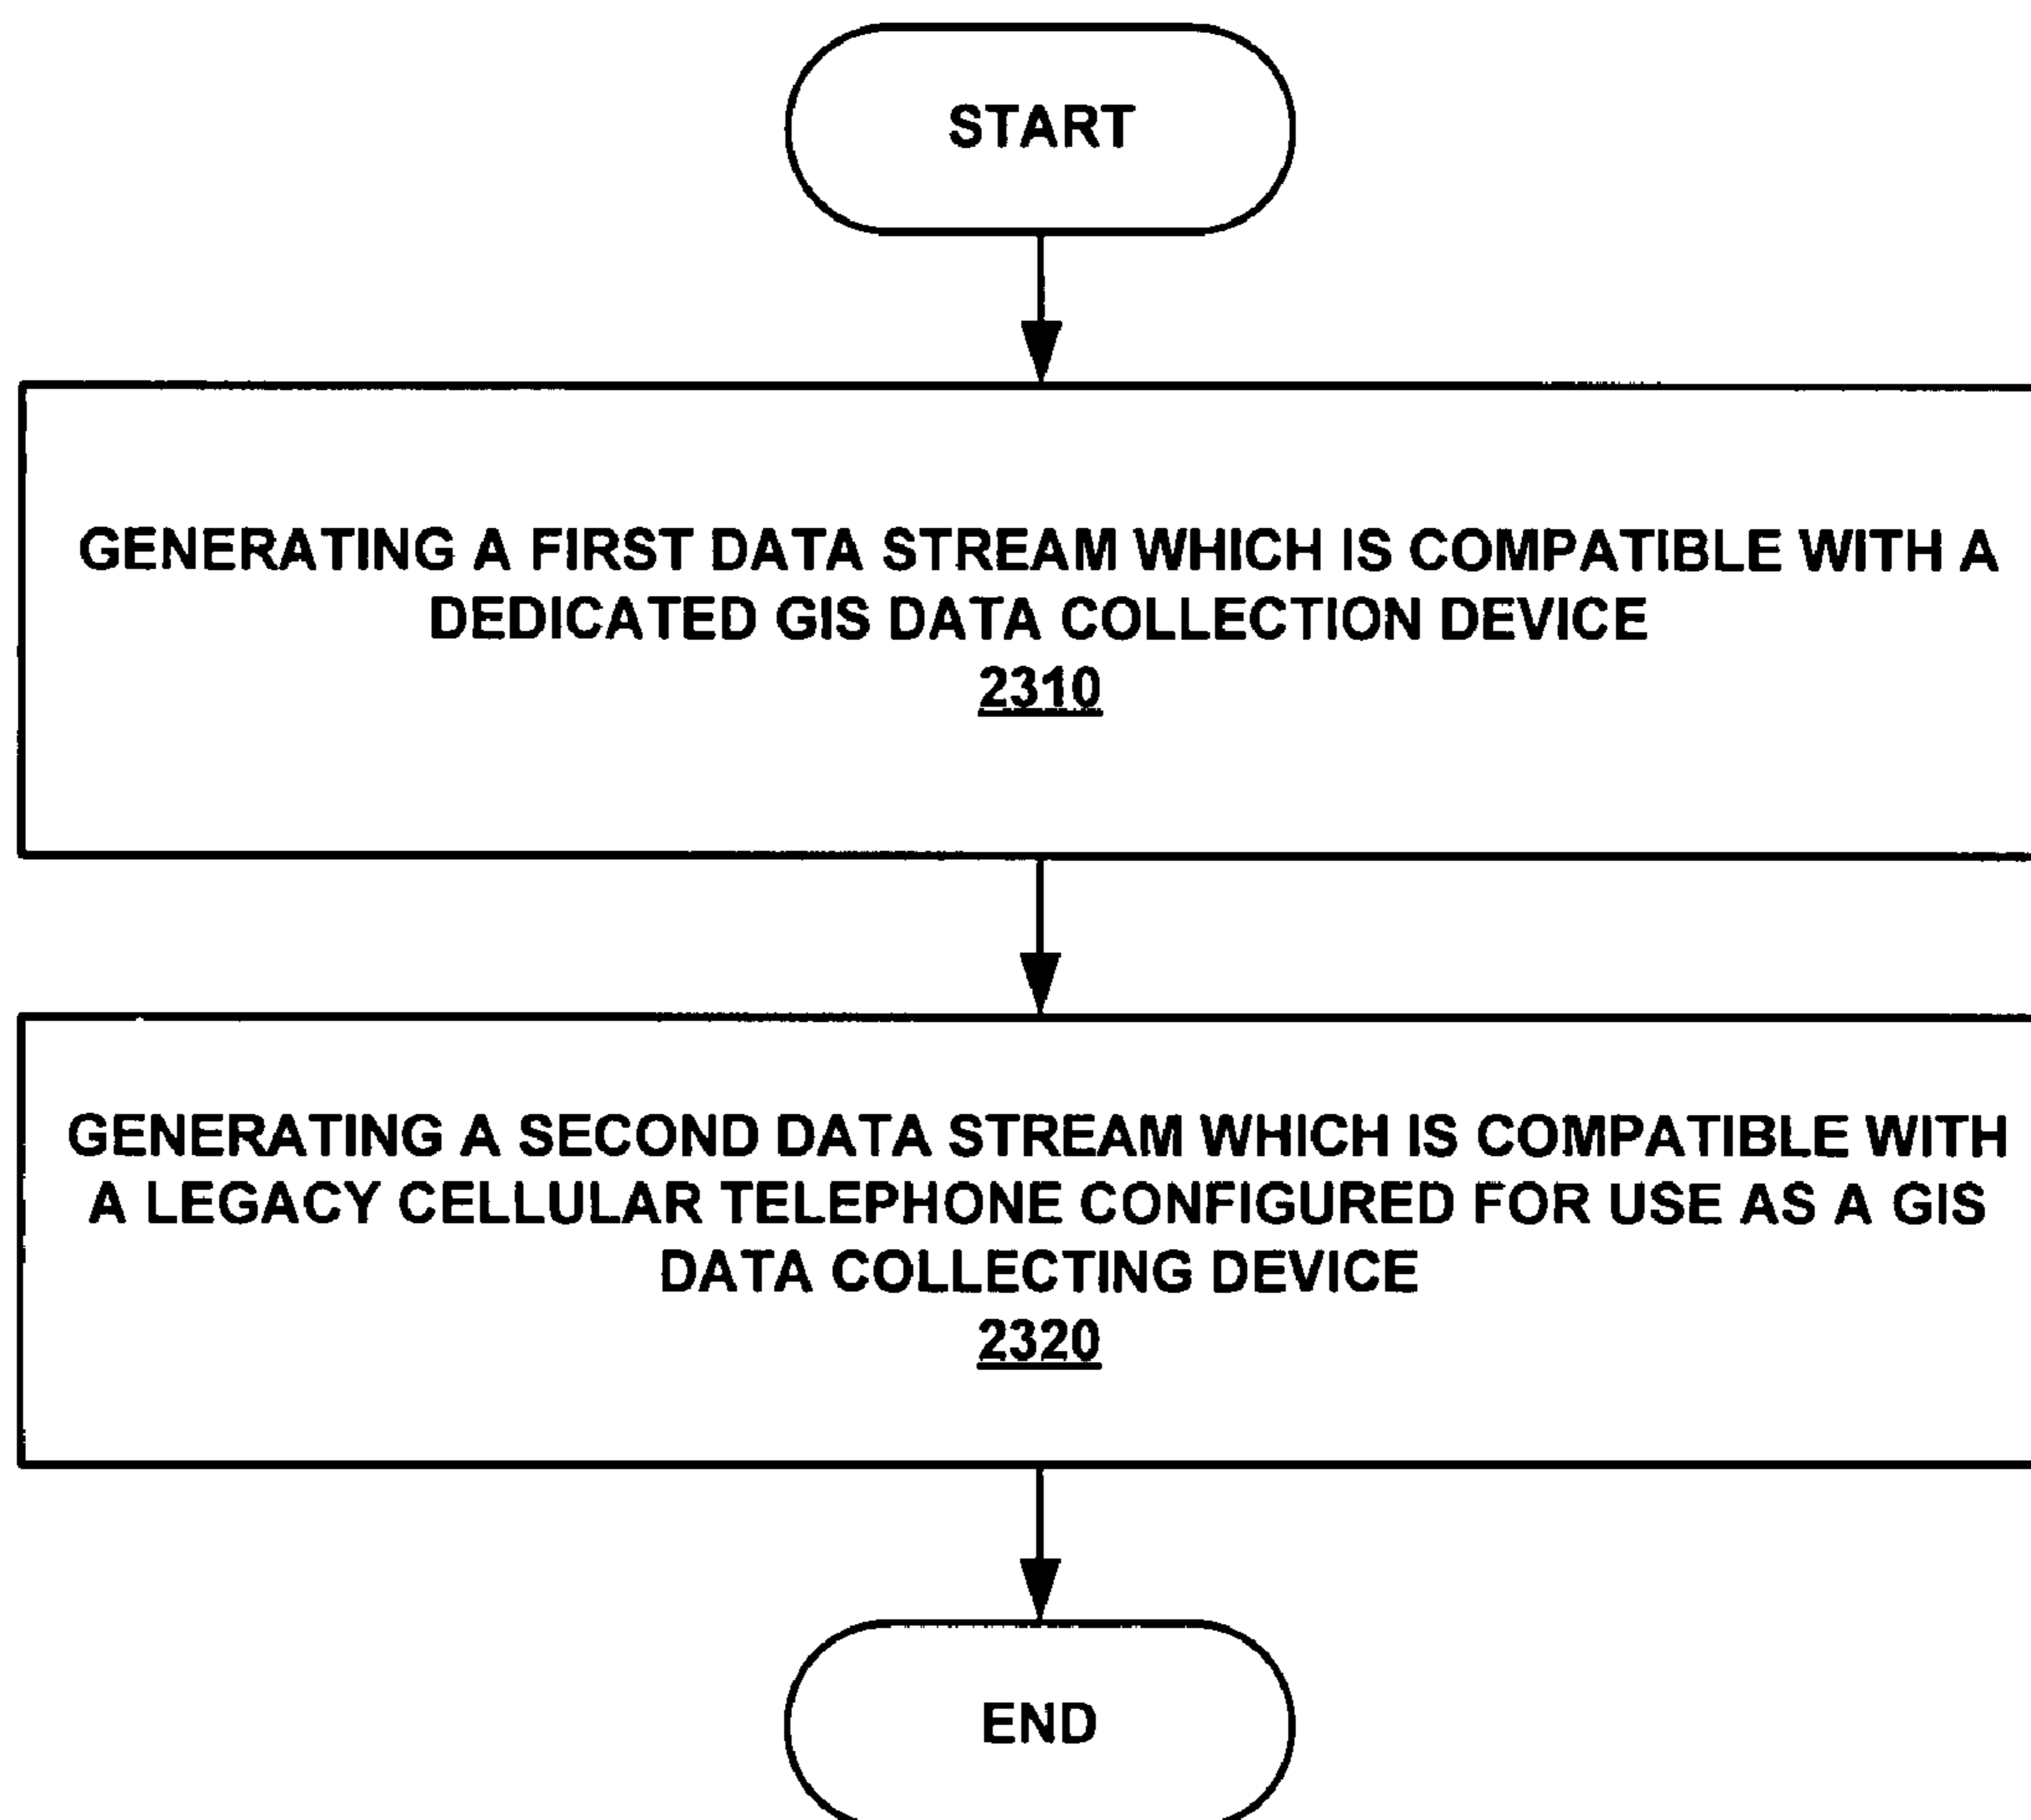 START
GENERATING A FIRST DATA STREAM WHICH IS COMPATIBLE WITH A
DEDICATED GIS DATA COLLECTION DEVICE
2310
GENERATING A SECOND DATA STREAM WHICH IS COMPATIBLE WITH
A LEGACY CELLULAR TELEPHONE CONFIGURED FOR USE AS A GIS
DATA COLLECTING DEVICE
2320
END